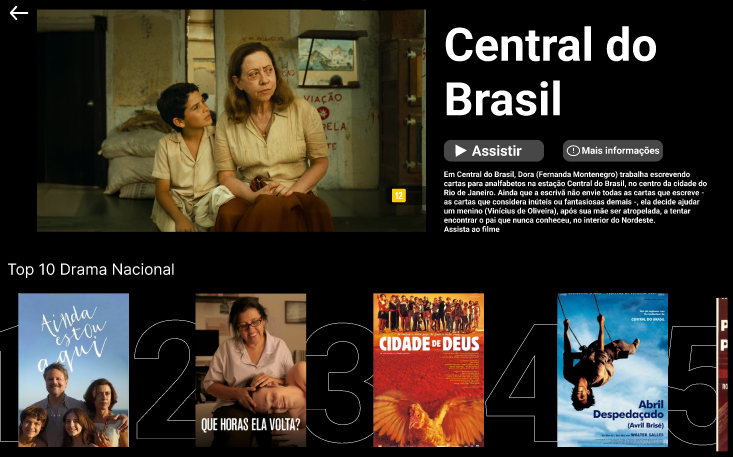 Central do
Brasil
VIAÇÃO
Assistir
Mais informações
Em Central do Brasil, Dora (Fernanda Montenegro) trabalha escrevendo
cartas para analfabetos na estação Central do Brasil, no centro da cidade do
Rio de Janeiro. Ainda que a escrivã não envie todas as cartas que escreve -
as cartas que considera inúteis ou fantasiosas demais -, ela decide ajudar
um menino (Vinícius de Oliveira), após sua mãe ser atropelada, a tentar
encontrar o pai que nunca conheceu, no interior do Nordeste.
Assista ao filme
12
Top 10 Drama Nacional
1
Ainda
estou
aqui
2
QUE HORAS ELA VOLTA?
3
CIDADE DE DEUS
4
CENTRAL DO BRASIL
Abril
Despedaçado
(Avril Brisé)
WALTER SALLES
5
P
P